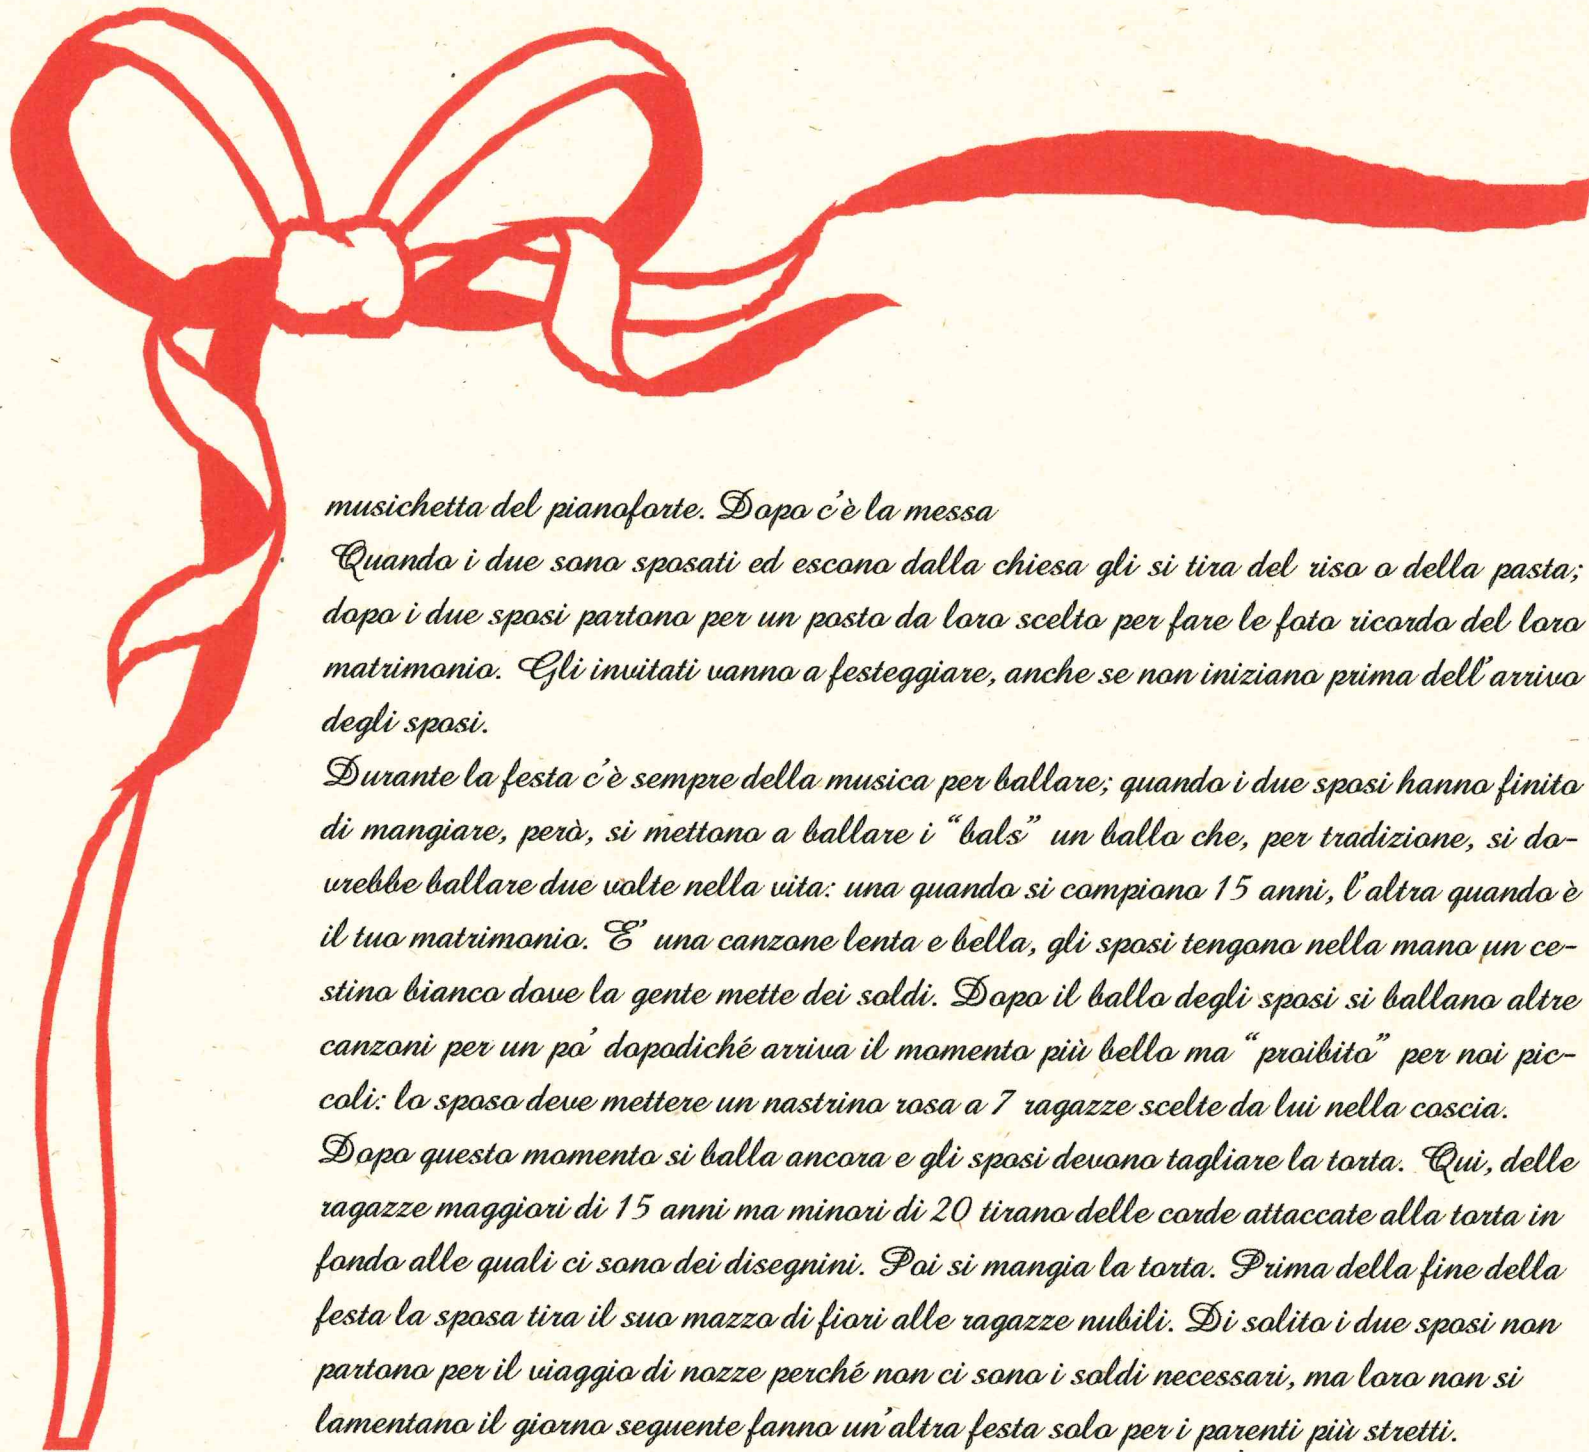 musichetta del pianoforte. Dopo c'è la messa
Quando i due sono sposati ed escono dalla chiesa gli si tira del riso o della pasta;
dopo i due sposi partono per un posto da loro scelto per fare le foto ricordo del loro
matrimonio. Gli invitati vanno a festeggiare, anche se non iniziano prima dell'arrivo
degli sposi.
Durante la festa c'è sempre della musica per ballare; quando i due sposi hanno finito
di mangiare, però, si mettono a ballare i “bals” un ballo che, per tradizione, si do-
vrebbe ballare due volte nella vita: una quando si compiono 15 anni, l'altra quando è
il tuo matrimonio. E' una canzone lenta e bella, gli sposi tengono nella mano un ce-
stino bianco dove la gente mette dei soldi. Dopo il ballo degli sposi si ballano altre
canzoni per un po' dopodiché arriva il momento più bello ma “proibito” per noi pic-
coli: lo sposo deve mettere un nastrino rosa a 7 ragazze scelte da lui nella coscia.
Dopo questo momento si balla ancora e gli sposi devono tagliare la torta. Qui, delle
ragazze maggiori di 15 anni ma minori di 20 tirano delle corde attaccate alla torta in
fondo alle quali ci sono dei disegnini. Poi si mangia la torta. Prima della fine della
festa la sposa tira il suo mazzo di fiori alle ragazze nubili. Di solito i due sposi non
partono per il viaggio di nozze perché non ci sono i soldi necessari, ma loro non si
lamentano il giorno seguente fanno un'altra festa solo per i parenti più stretti.